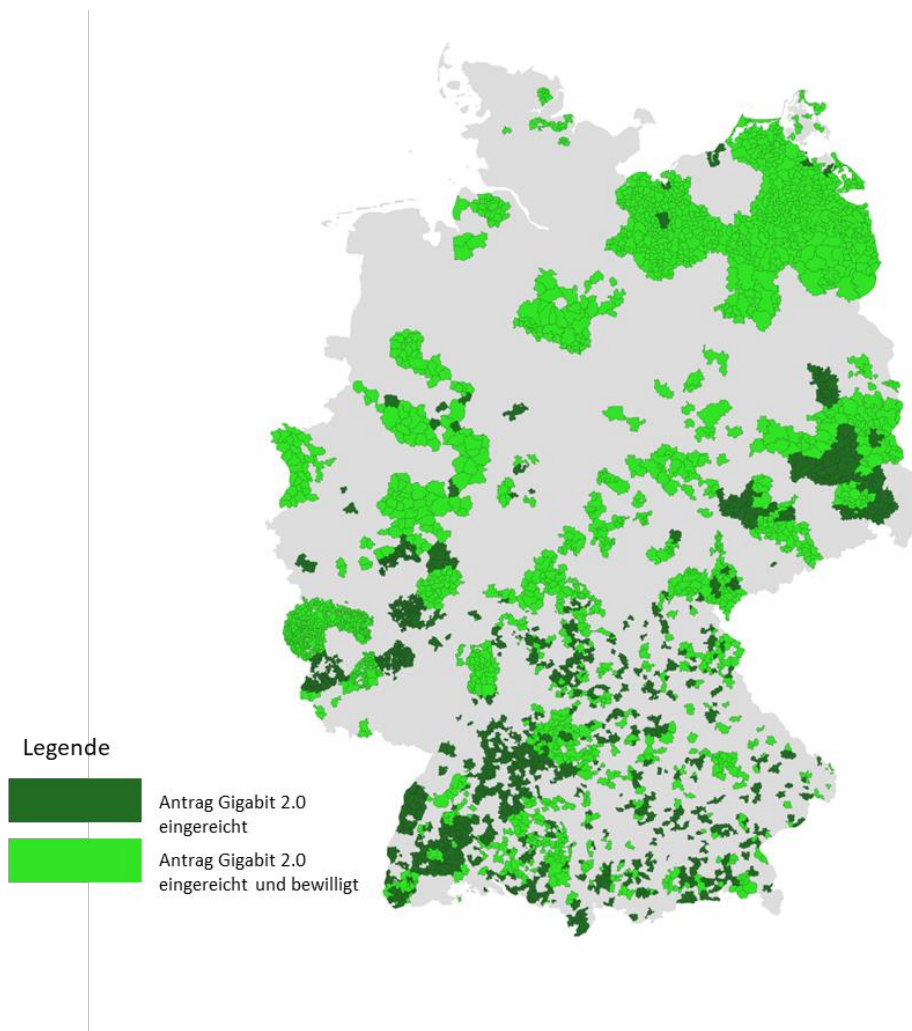 Legende
Antrag Gigabit 2.0
eingereicht
Antrag Gigabit 2.0
eingereicht und bewilligt